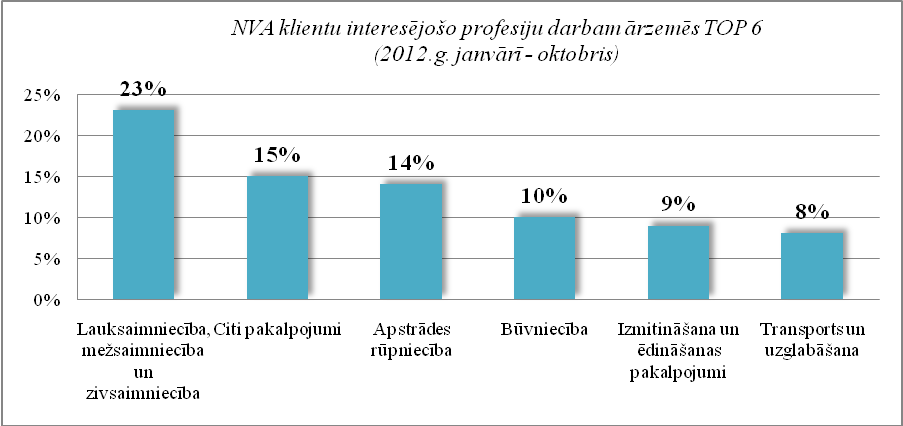 NVA klientu interesējošo profesiju darbam ārzemēs TOP 6
(2012.g. janvārī - oktobris)
23%
15%
14%
10%
9%
8%
25%
20%
15%
10%
5%
0%
Lauksaimniecība,
mežsaimniecība
un
zivsaimniecība
Citi pakalpojumi
Apstrādes
rūpniecība
Būvniecība
Izmitināšana un
ēdināšanas
pakalpojumi
Transports un
uzglabāšana